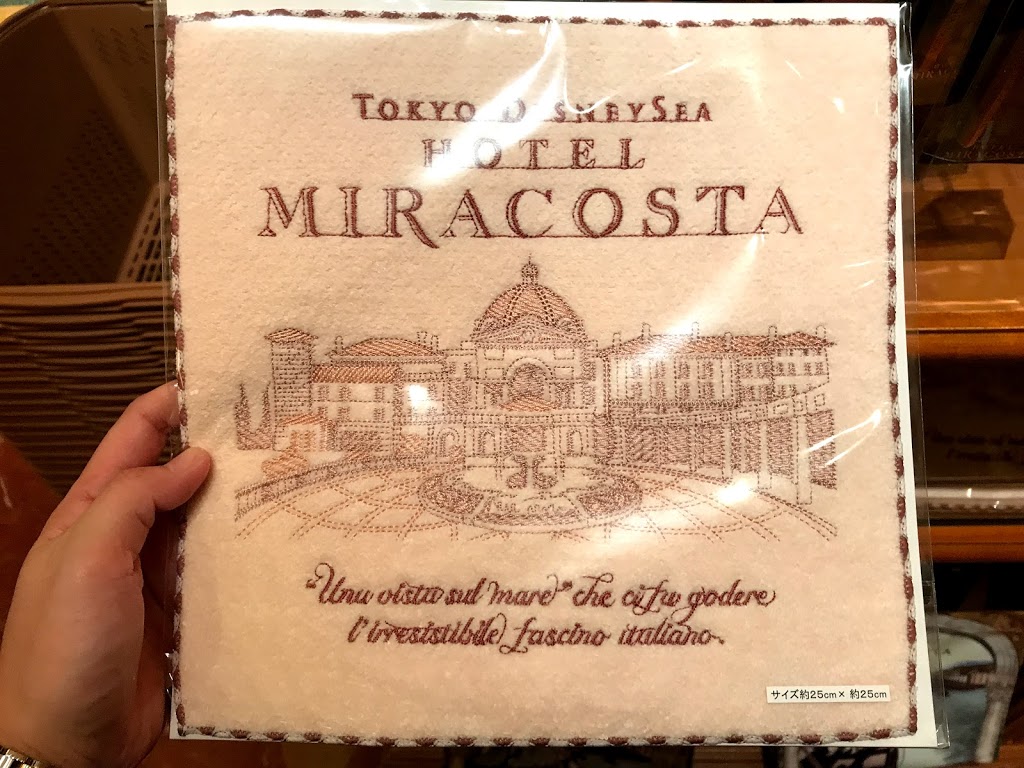 TOKYO DISNEYSEA
HOTEL
MIRACOSTA
"Una vista sul mare" che ci fa godere
l'irresistibile fascino italiano.
サイズ約25cm× 約25cm